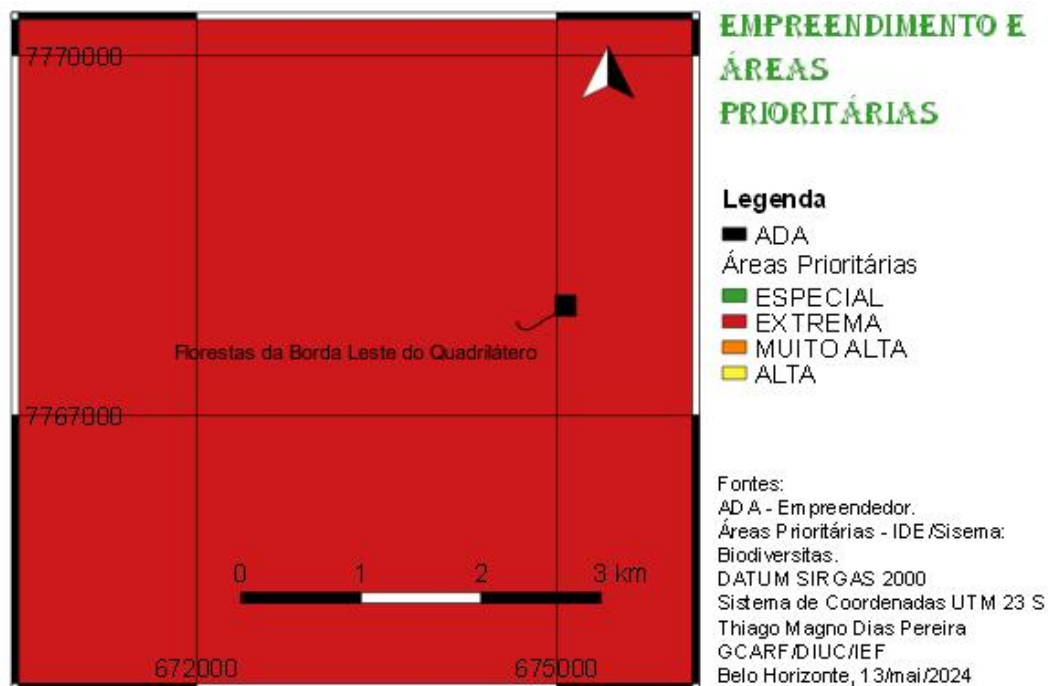 EMPREENDIMENTO E
ÁREAS
PRIORITÁRIAS
7770000
Legenda
ADA
Áreas Prioritárias
ESPECIAL
EXTREMA
MUITO ALTA
ALTA
Florestas da Borda Leste do Quadrilátero
7767000
Fontes:
ADA - Empreendedor.
Áreas Prioritárias - IDE/Sisema:
Biodiversitas.
DATUM SIRGAS 2000
Sistema de Coordenadas UTM 23 S
Thiago Magno Dias Pereira
GCARF/DIUC/IEF
Belo Horizonte, 13/mai/2024
0 1 2 3 km
672000 675000